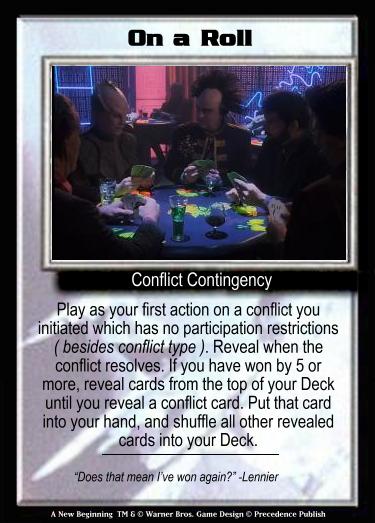 On a Roll
Conflict Contingency
Play as your first action on a conflict you
initiated which has no participation restrictions
( besides conflict type ). Reveal when the
conflict resolves. If you have won by 5 or
more, reveal cards from the top of your Deck
until you reveal a conflict card. Put that card
into your hand, and shuffle all other revealed
cards into your Deck.
“Does that mean I've won again?” -Lennier
A New Beginning TM & © Warner Bros. Game Design © Precedence Publish